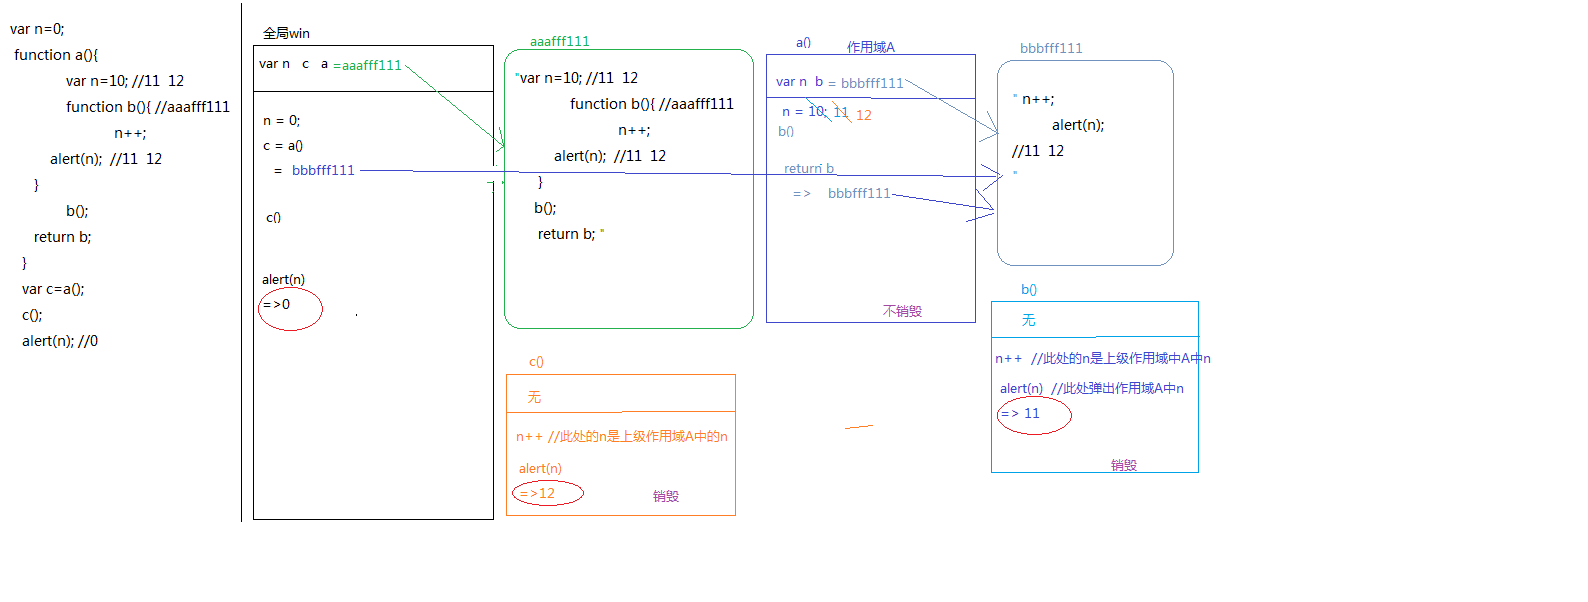 var n=0;
function a(){
var n=10; //11 12
function b(){ //aaafff111
n++;
alert(n); //11 12
}
b();
return b;
}
var c=a();
c();
alert(n); //0
全局win
var n c a =aaafff111
n = 0;
c = a()
= bbbfff111
c()
alert(n)
=>0
aaafff111
"var n=10; //11 12
function b(){ //aaafff111
n++;
alert(n); //11 12
}
b();
return b; "
a() 作用域A
var n b = bbbfff111
n = 10; 11 12
b()
return b
=> bbbfff111
不销毁
bbbfff111
" n++;
alert(n);
//11 12
"
c()
无
n++ //此处的n是上级作用域A中的n
alert(n)
=>12
销毁
b()
无
n++ //此处的n是上级作用域中A中n
alert(n) //此处弹出作用域A中n
=> 11
销毁